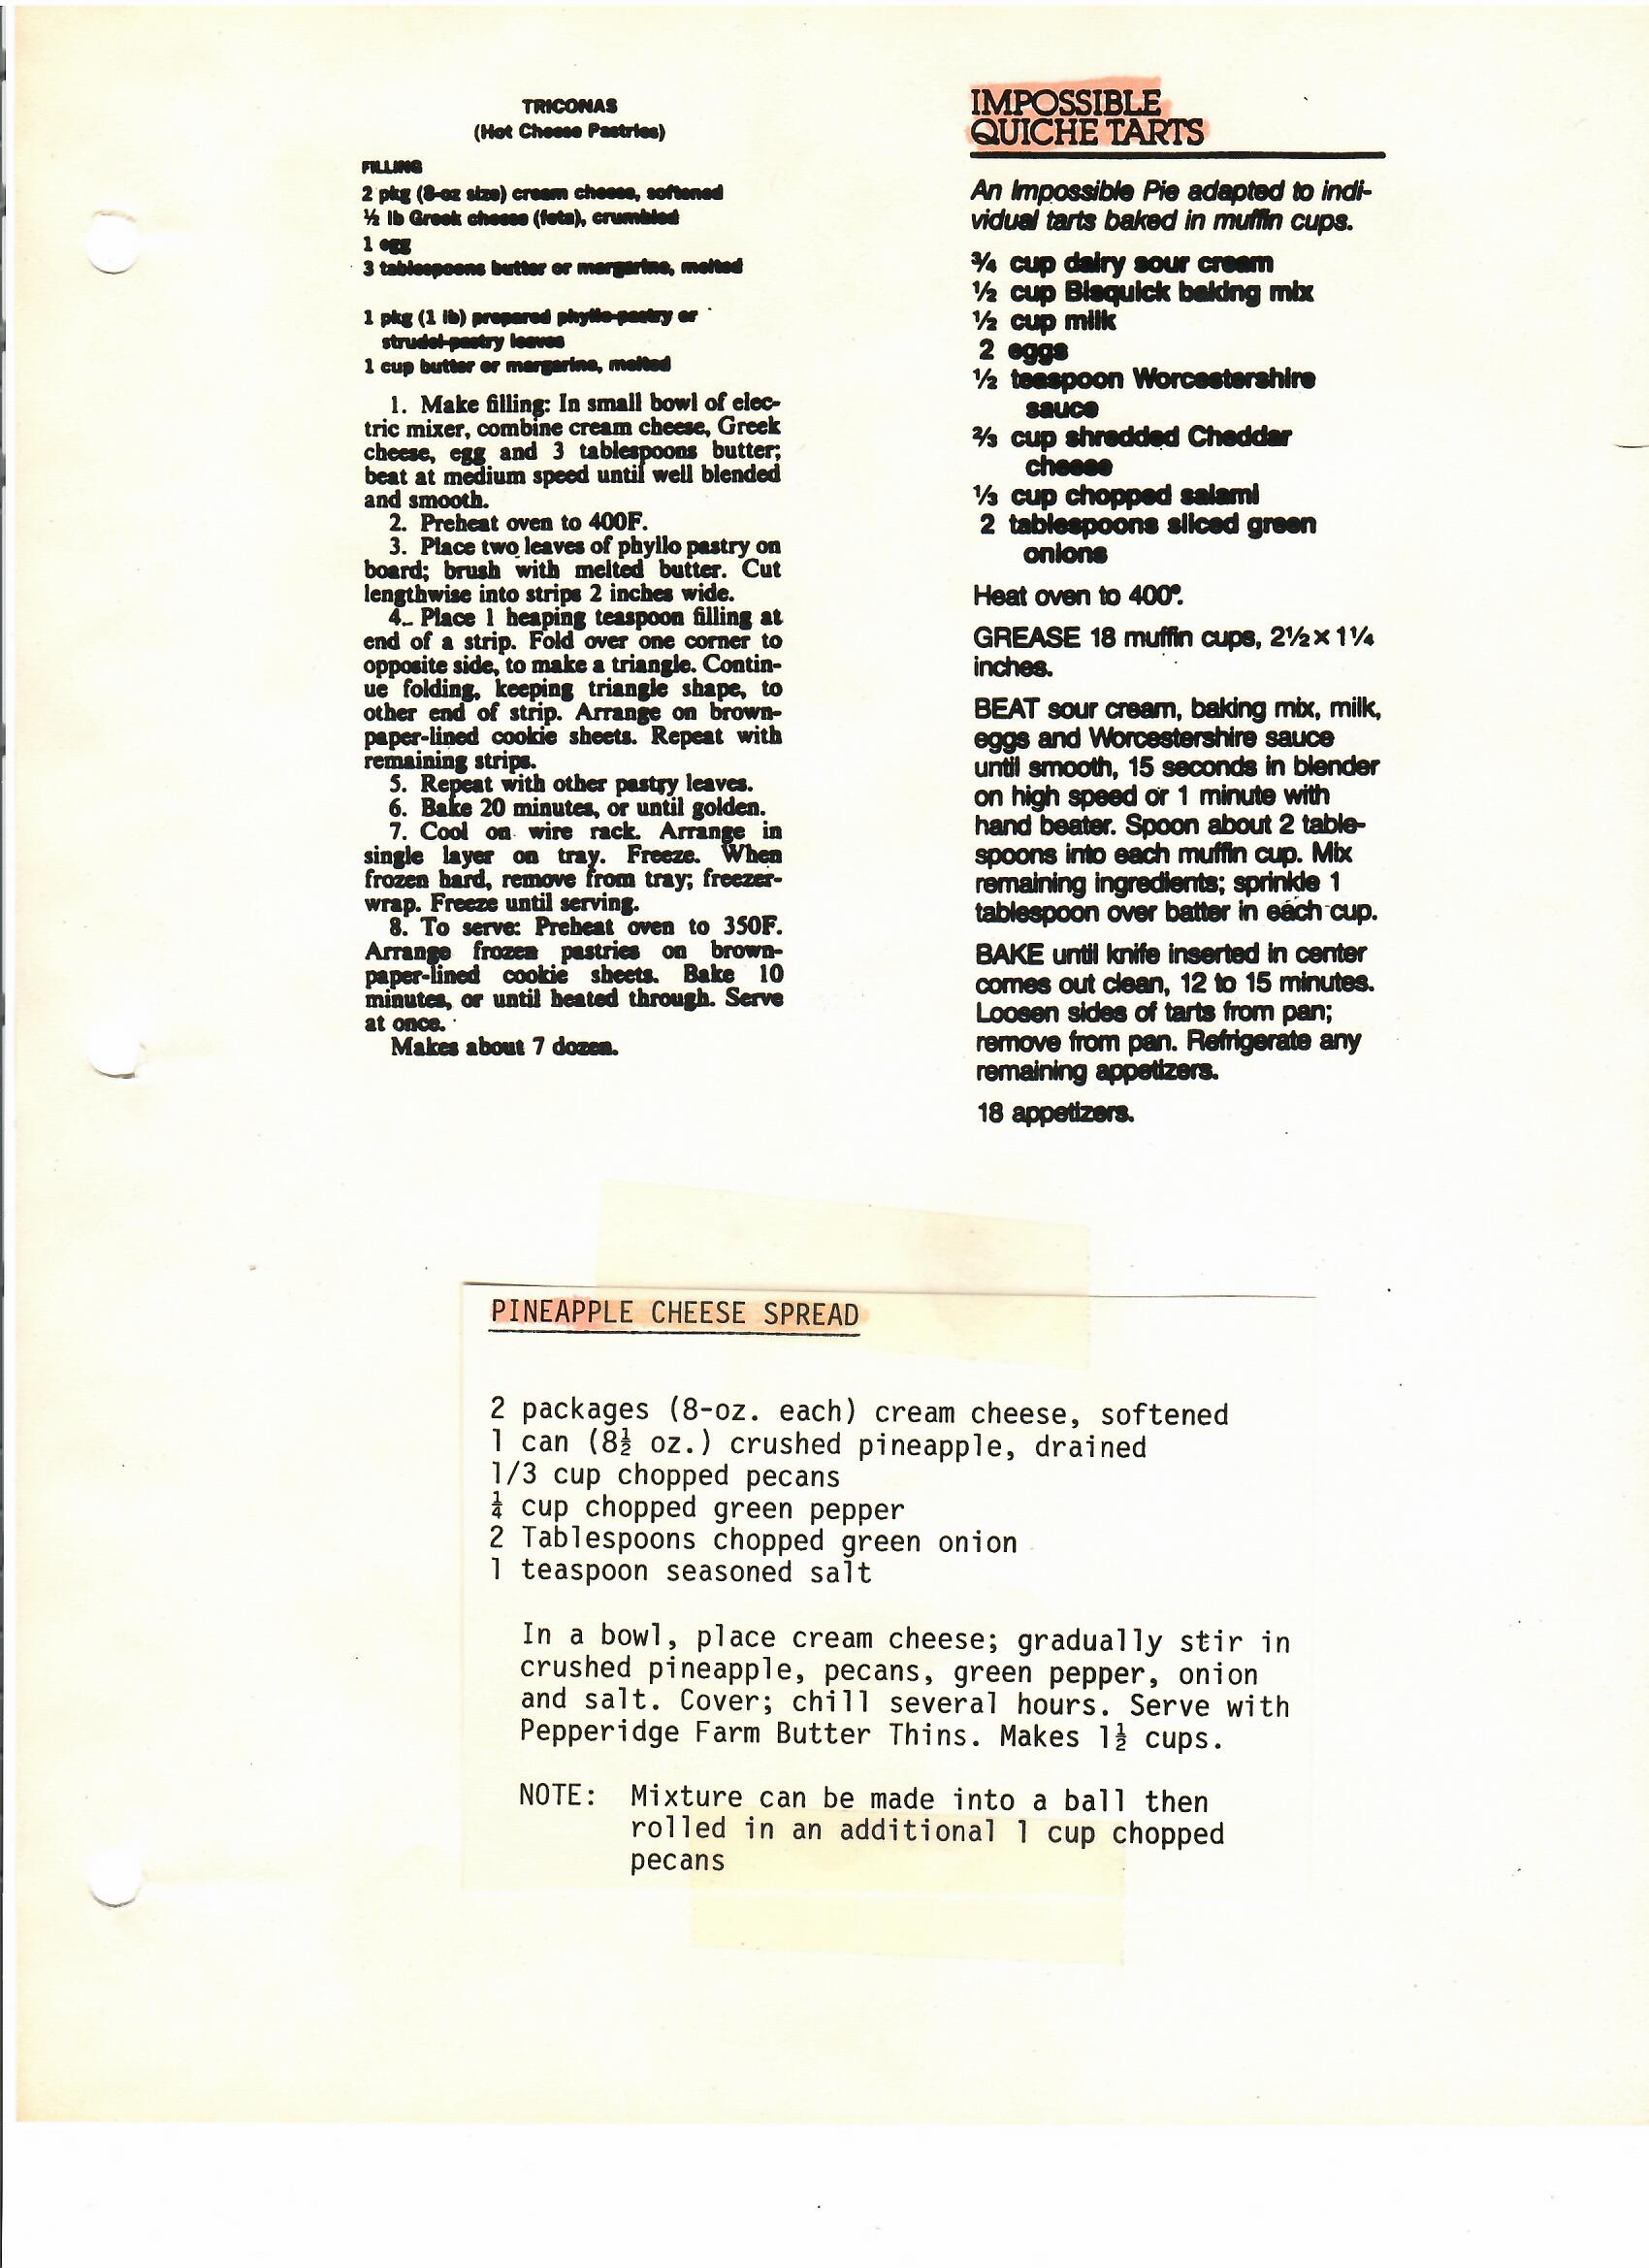 TRICONAS
(Hot Cheese Pastries)
FILLING
2 pkg (8-oz size) cream cheese, softened
½ lb Greek cheese (feta), crumbled
1 egg
3 tablespoons butter or margarine, melted
1 pkg (1 lb) prepared phyllo-pastry or
strudel-pastry leaves
1 cup butter or margarine, melted
1. Make filling: In small bowl of elec-
tric mixer, combine cream cheese, Greek
cheese, egg and 3 tablespoons butter;
beat at medium speed until well blended
and smooth.
2. Preheat oven to 400F.
3. Place two leaves of phyllo pastry on
board; brush with melted butter. Cut
lengthwise into strips 2 inches wide.
4. Place 1 heaping teaspoon filling at
end of a strip. Fold over one corner to
opposite side, to make a triangle. Contin-
ue folding, keeping triangle shape, to
other end of strip. Arrange on brown-
paper-lined cookie sheets. Repeat with
remaining strips.
5. Repeat with other pastry leaves.
6. Bake 20 minutes, or until golden.
7. Cool on wire rack. Arrange in
single layer on tray. Freeze. When
frozen hard, remove from tray; freezer-
wrap. Freeze until serving.
8. To serve: Preheat oven to 350F.
Arrange frozen pastries on brown-
paper-lined cookie sheets. Bake 10
minutes, or until heated through. Serve
at once.
Makes about 7 dozen.
IMPOSSIBLE
QUICHE TARTS
An Impossible Pie adapted to indi-
vidual tarts baked in muffin cups.
¾ cup dairy sour cream
½ cup Bisquick baking mix
½ cup milk
2 eggs
½ teaspoon Worcestershire
sauce
⅔ cup shredded Cheddar
cheese
⅓ cup chopped salami
2 tablespoons sliced green
onions
Heat oven to 400°.
GREASE 18 muffin cups, 2½ x 1¼
inches.
BEAT sour cream, baking mix, milk,
eggs and Worcestershire sauce
until smooth, 15 seconds in blender
on high speed or 1 minute with
hand beater. Spoon about 2 table-
spoons into each muffin cup. Mix
remaining ingredients; sprinkle 1
tablespoon over batter in each cup.
BAKE until knife inserted in center
comes out clean, 12 to 15 minutes.
Loosen sides of tarts from pan;
remove from pan. Refrigerate any
remaining appetizers.
18 appetizers.
PINEAPPLE CHEESE SPREAD
2 packages (8-oz. each) cream cheese, softened
1 can (8½ oz.) crushed pineapple, drained
1/3 cup chopped pecans
¼ cup chopped green pepper
2 Tablespoons chopped green onion
1 teaspoon seasoned salt
In a bowl, place cream cheese; gradually stir in
crushed pineapple, pecans, green pepper, onion
and salt. Cover; chill several hours. Serve with
Pepperidge Farm Butter Thins. Makes 1½ cups.
NOTE: Mixture can be made into a ball then
rolled in an additional 1 cup chopped
pecans